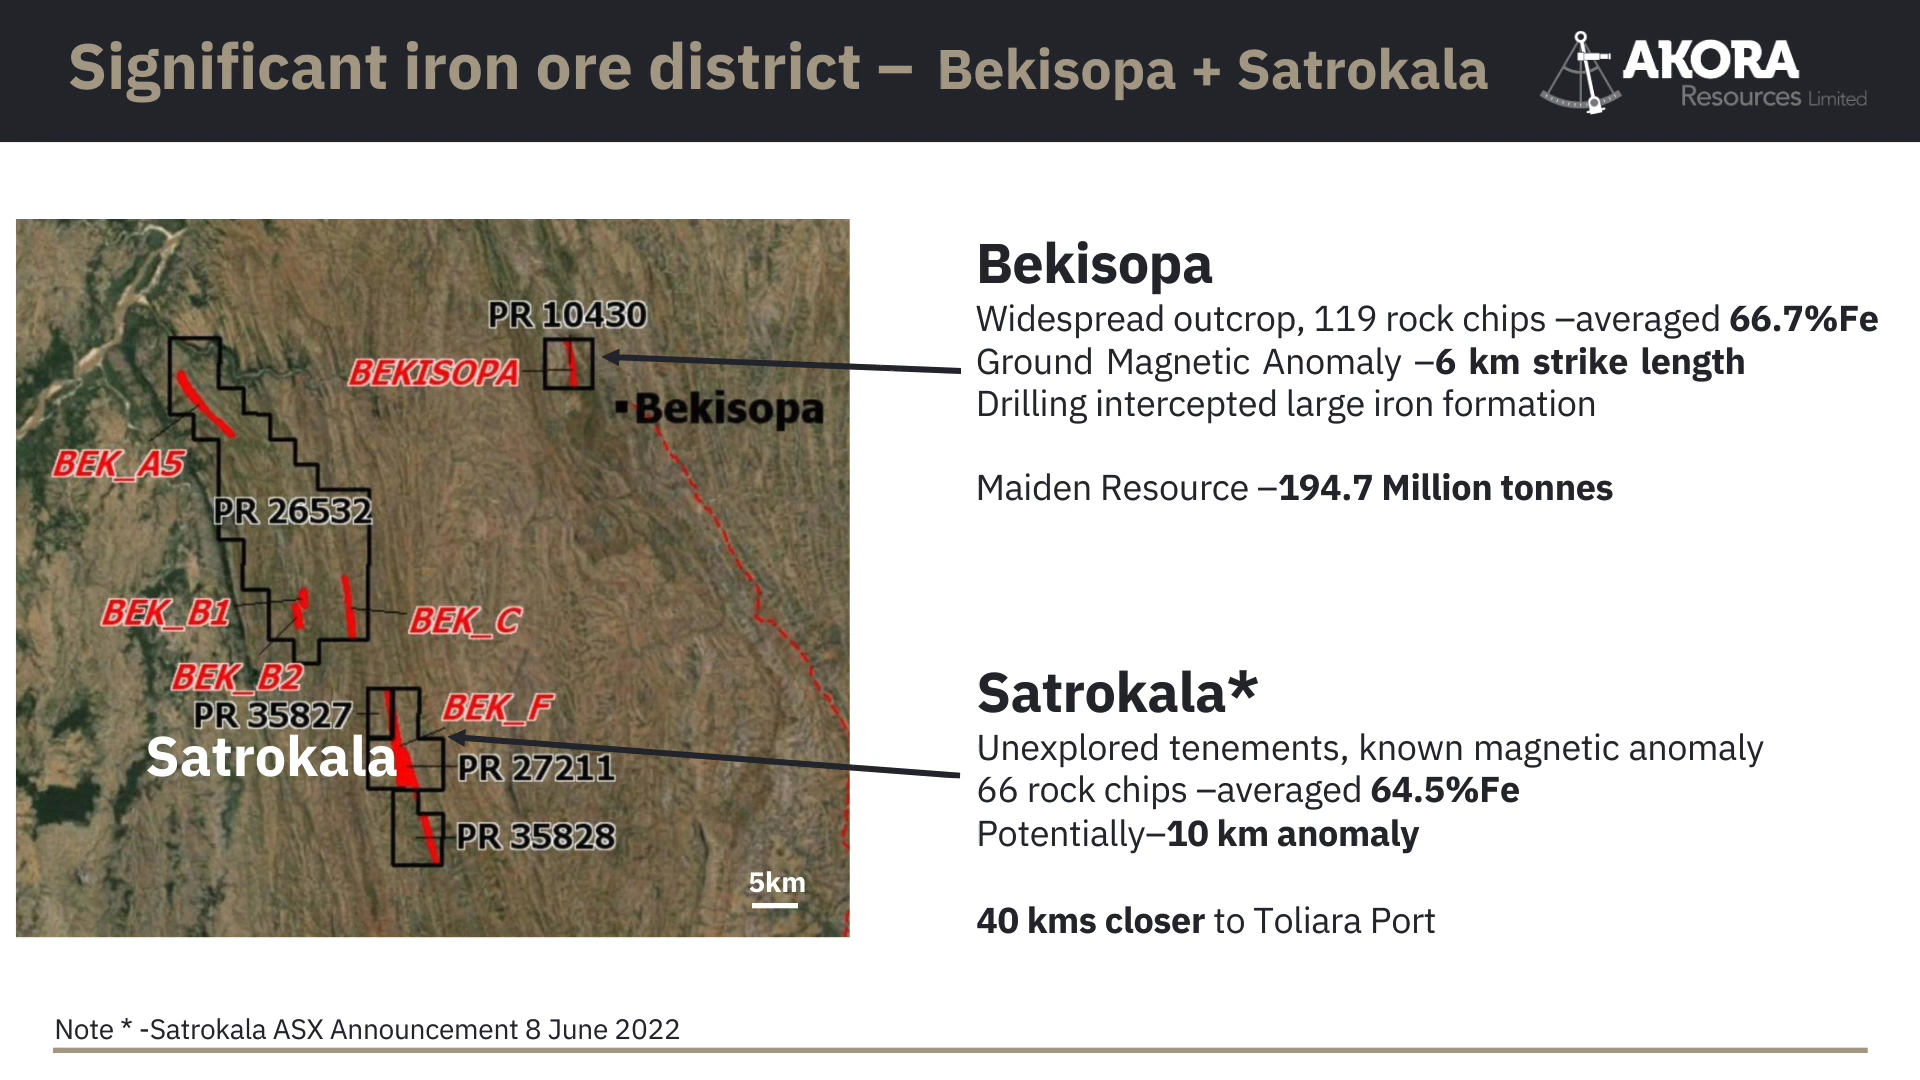 Significant iron ore district – Bekisopa + Satrokala
AKORA
Resources Limited
PR 10430
BEKISOPA
Bekisopa
BEK_A5
PR 26532
BEK_B1
BEK_C
BEK_B2
BEK_F
PR 35827
Satrokala
PR 27211
PR 35828
5km
Bekisopa
Widespread outcrop, 119 rock chips –averaged 66.7%Fe
Ground Magnetic Anomaly –6 km strike length
Drilling intercepted large iron formation
Maiden Resource –194.7 Million tonnes
Satrokala*
Unexplored tenements, known magnetic anomaly
66 rock chips –averaged 64.5%Fe
Potentially–10 km anomaly
40 kms closer to Toliara Port
Note * -Satrokala ASX Announcement 8 June 2022